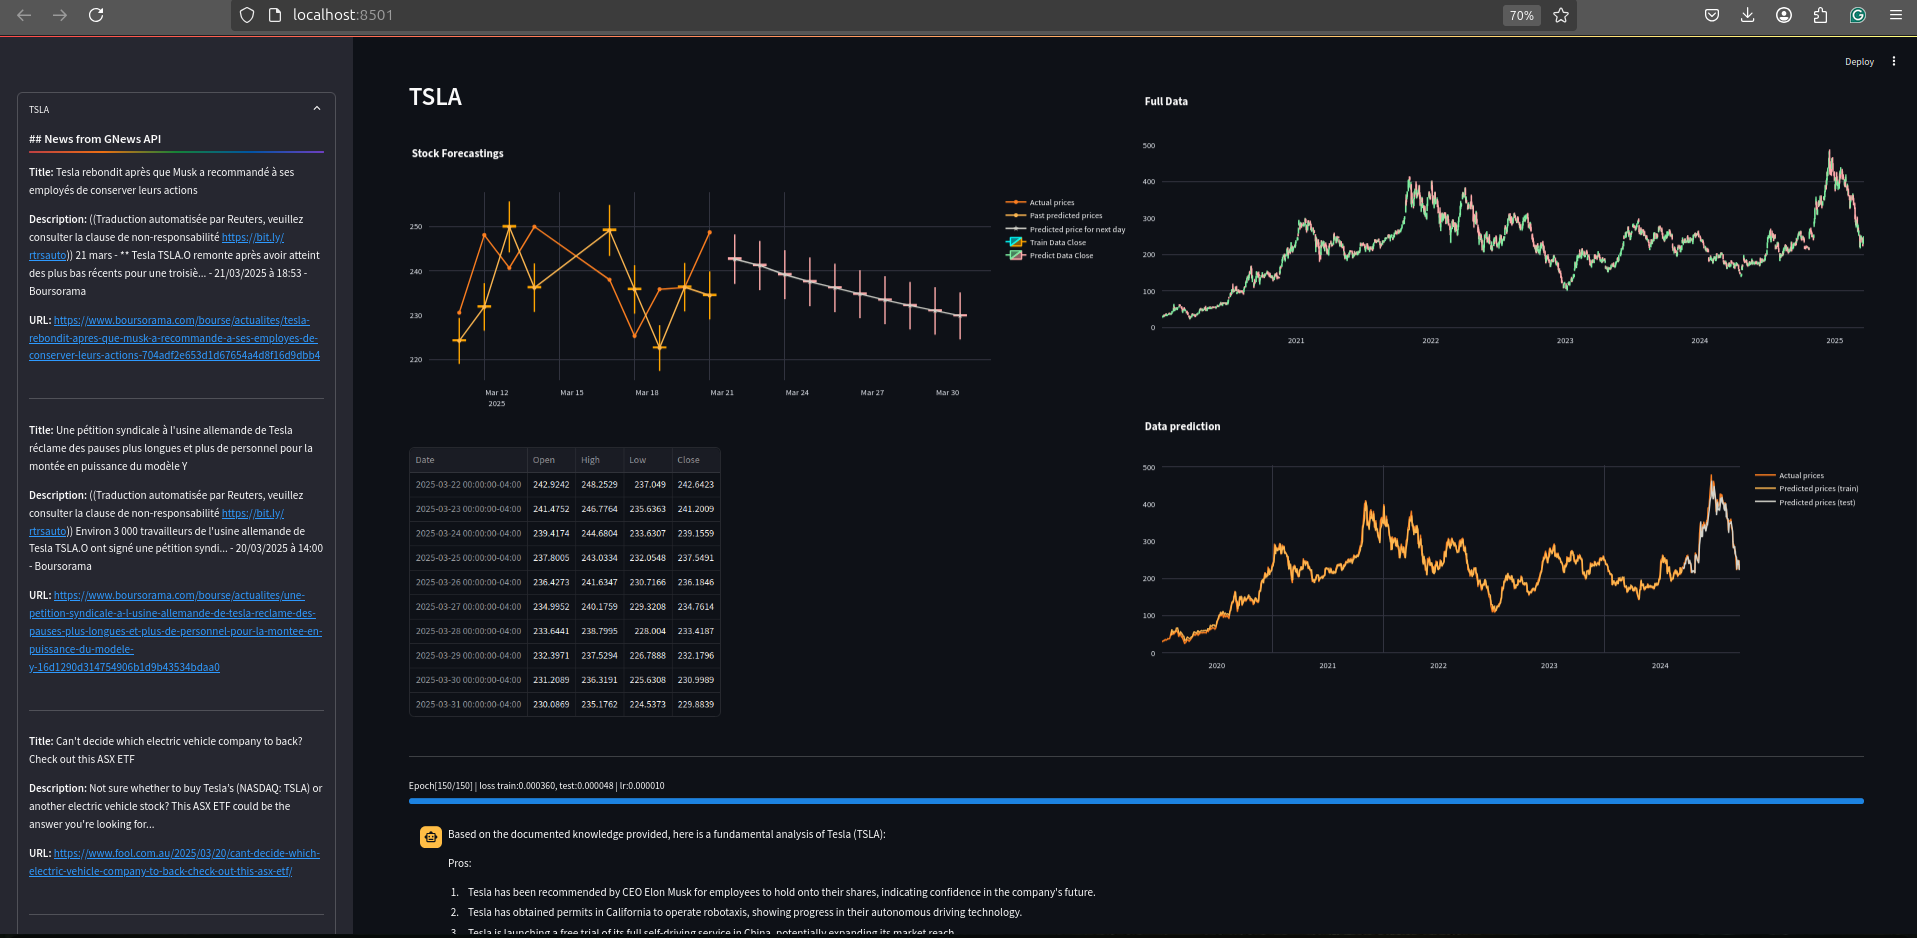 localhost:8501
70%
Deploy
TSLA
## News from GNews API
Title: Tesla rebondit après que Musk a recommandé à ses
employés de conserver leurs actions
Description: ((Traduction automatisée par Reuters, veuillez
consulter la clause de non-responsabilité https://bit.ly/
rtrsauto)) 21 mars - ** Tesla TSLA.O remonte après avoir atteint
des plus bas récents pour une troisiè... - 21/03/2025 à 18:53 -
Boursorama
URL: https://www.boursorama.com/bourse/actualites/tesla-
rebondit-apres-que-musk-a-recommande-a-ses-employes-de-
conserver-leurs-actions-704adf2e653d1d67654a4d8f16d9dbb4
Title: Une pétition syndicale à l'usine allemande de Tesla
réclame des pauses plus longues et plus de personnel pour la
montée en puissance du modèle Y
Description: ((Traduction automatisée par Reuters, veuillez
consulter la clause de non-responsabilité https://bit.ly/
rtrsauto)) Environ 3 000 travailleurs de l'usine allemande de
Tesla TSLA.O ont signé une pétition syndi... - 20/03/2025 à 14:00
- Boursorama
URL: https://www.boursorama.com/bourse/actualites/une-
petition-syndicale-a-l-usine-allemande-de-tesla-reclame-des-
pauses-plus-longues-et-plus-de-personnel-pour-la-montee-en-
puissance-du-modele-
y-16d1290d314754906b1d9b43534bdaa0
Title: Can't decide which electric vehicle company to back?
Check out this ASX ETF
Description: Not sure whether to buy Tesla's (NASDAQ: TSLA) or
another electric vehicle stock? This ASX ETF could be the
answer you're looking for...
URL: https://www.fool.com.au/2025/03/20/cant-decide-which-
electric-vehicle-company-to-back-check-out-this-asx-etf/
TSLA
Stock Forecastings
250
240
230
220
Mar 12 Mar 15 Mar 18 Mar 21 Mar 24 Mar 27 Mar 30
2025
Actual prices
Past predicted prices
Predicted price for next day
Train Data Close
Predict Data Close
Date Open High Low Close
2025-03-22 00:00:00-04:00 242.9242 248.2529 237.049 242.6423
2025-03-23 00:00:00-04:00 241.4752 246.7764 235.6363 241.2009
2025-03-24 00:00:00-04:00 239.4174 244.6804 233.6307 239.1559
2025-03-25 00:00:00-04:00 237.8005 243.0334 232.0548 237.5491
2025-03-26 00:00:00-04:00 236.4273 241.6347 230.7166 236.1846
2025-03-27 00:00:00-04:00 234.9952 240.1759 229.3208 234.7614
2025-03-28 00:00:00-04:00 233.6441 238.7995 228.004 233.4187
2025-03-29 00:00:00-04:00 232.3971 237.5294 226.7888 232.1796
2025-03-30 00:00:00-04:00 231.2089 236.3191 225.6308 230.9989
2025-03-31 00:00:00-04:00 230.0869 235.1762 224.5373 229.8839
Full Data
500
400
300
200
100
0
2021 2022 2023 2024 2025
Data prediction
500
400
300
200
100
0
2020 2021 2022 2023 2024
Actual prices
Predicted prices (train)
Predicted prices (test)
Epoch[150/150] | loss train:0.000360, test:0.000048 | lr:0.000010
Based on the documented knowledge provided, here is a fundamental analysis of Tesla (TSLA):
Pros:
1. Tesla has been recommended by CEO Elon Musk for employees to hold onto their shares, indicating confidence in the company's future.
2. Tesla has obtained permits in California to operate robotaxis, showing progress in their autonomous driving technology.
3. Tesla is launching a free trial of its full self-driving service in China, potentially expanding its market reach.